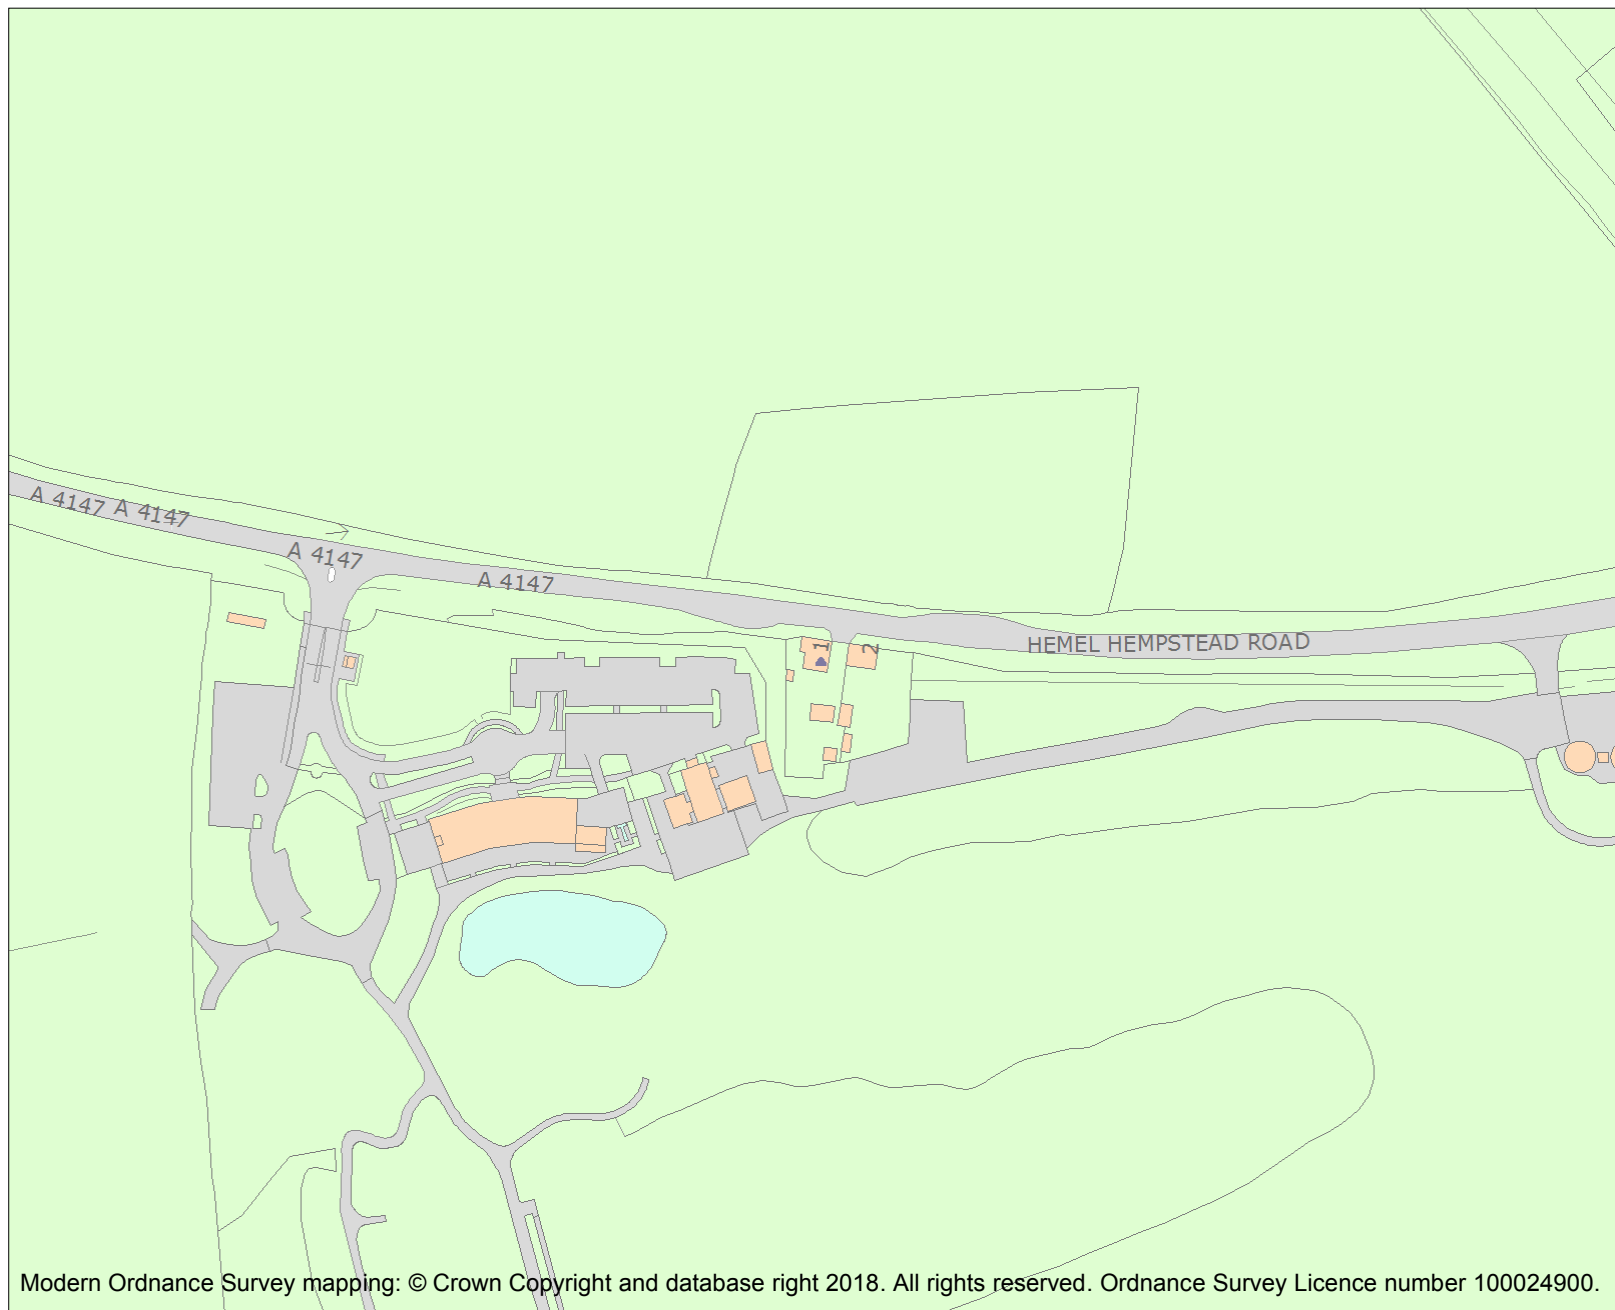 A 4147 A 4147
A 4147
A 4147
1
2
HEMEL HEMPSTEAD ROAD
Modern Ordnance Survey mapping: © Crown Copyright and database right 2018. All rights reserved. Ordnance Survey Licence number 100024900.